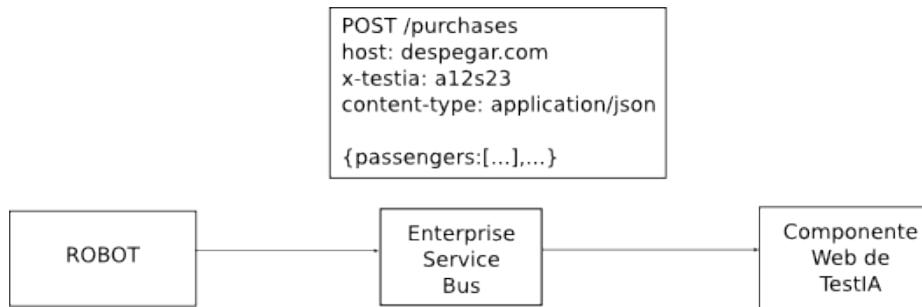 POST /purchases
host: despegar.com
x-testia: a12s23
content-type: application/json
{passengers:[...],...}
ROBOT
Enterprise
Service
Bus
Componente
Web de
TestIA